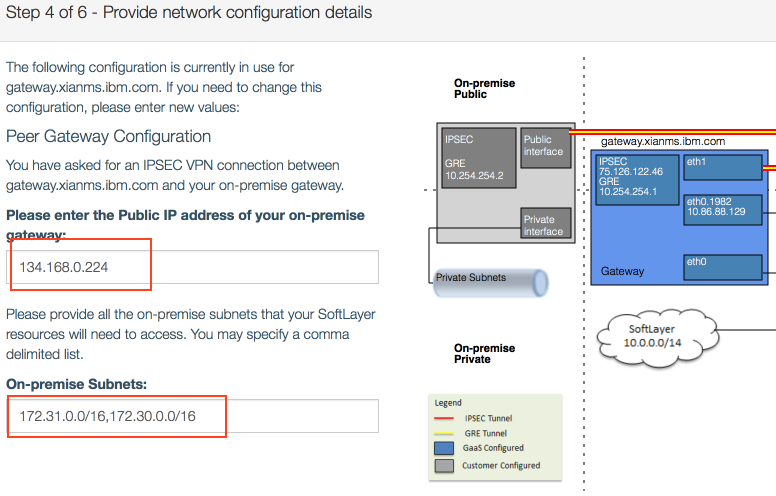 Step 4 of 6 - Provide network configuration details
The following configuration is currently in use for
gateway.xianms.ibm.com. If you need to change this
configuration, please enter new values:
Peer Gateway Configuration
You have asked for an IPSEC VPN connection between
gateway.xianms.ibm.com and your on-premise gateway.
Please enter the Public IP address of your on-premise
gateway:
134.168.0.224
Please provide all the on-premise subnets that your SoftLayer
resources will need to access. You may specify a comma
delimited list.
On-premise Subnets:
172.31.0.0/16,172.30.0.0/16
On-premise
Public
IPSEC
GRE
10.254.254.2
Public
interface
Private
interface
Private Subnets
On-premise
Private
gateway.xianms.ibm.com
IPSEC
75.126.122.46
GRE
10.254.254.1
eth1
eth0.1982
10.86.88.129
eth0
Gateway
SoftLayer
10.0.0.0/14
Legend
IPSEC Tunnel
GRE Tunnel
GaaS Configured
Customer Configured